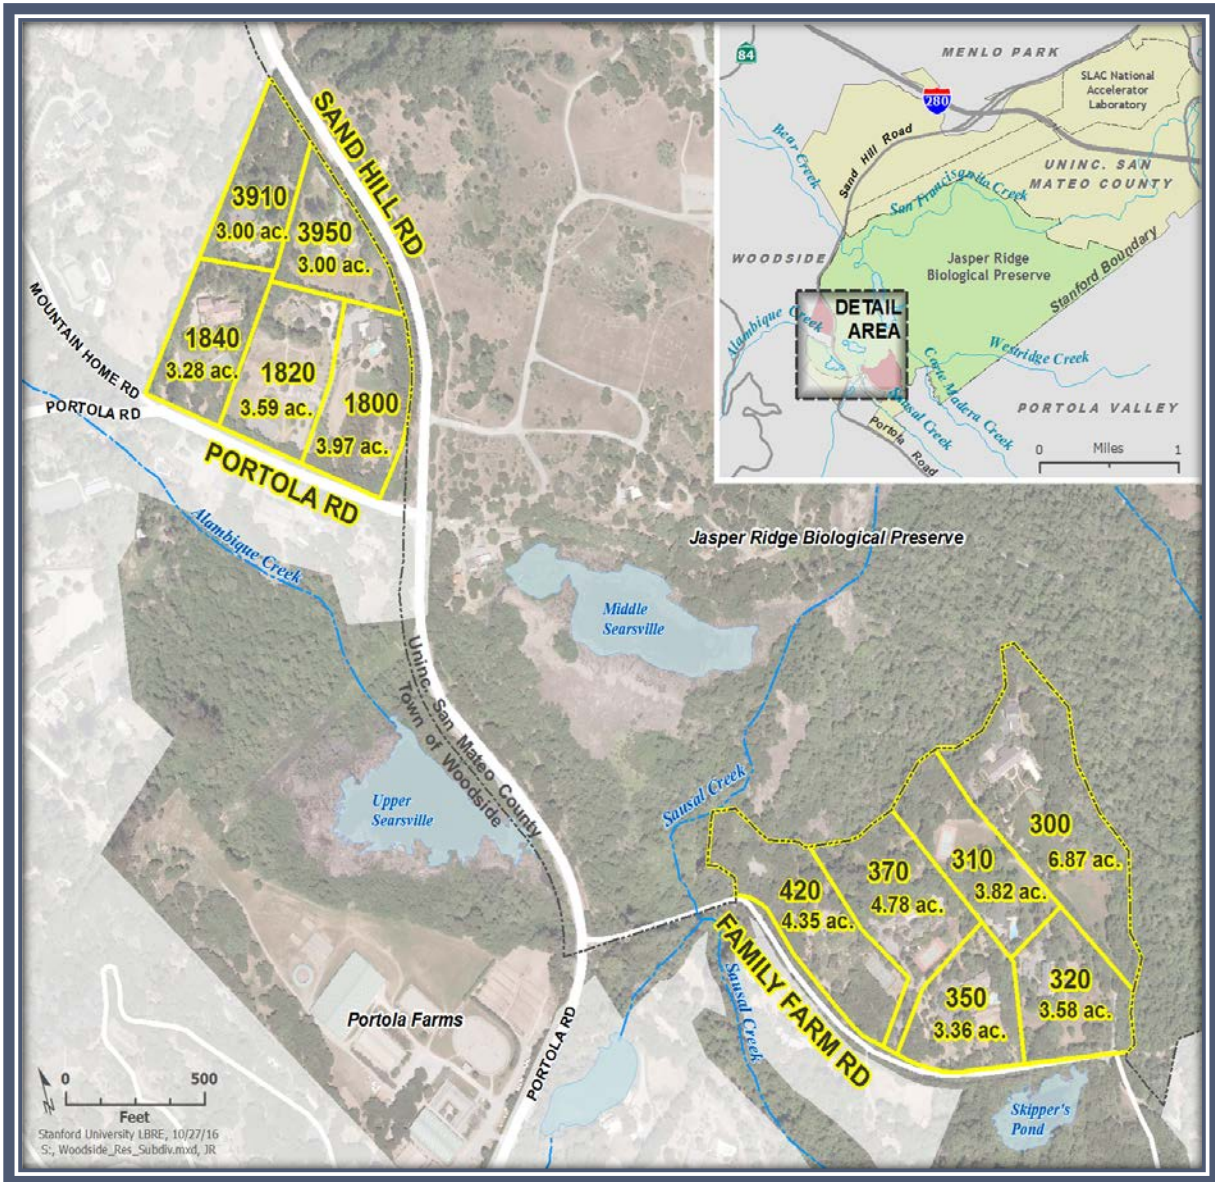 SAND HILL RD
3910
3.00 ac.
3950
3.00 ac.
1840
3.28 ac.
1820
3.59 ac.
1800
3.97 ac.
MOUNTAIN HOME RD
PORTOLA RD
PORTOLA RD
Alambique Creek
84
MENLO PARK
SLAC National
Accelerator
Laboratory
280
Bear Creek
Sand Hill Road
UNINC. SAN
MATEO COUNTY
San Francisquito Creek
WOODSIDE
Jasper Ridge
Biological Preserve
Stanford Boundary
DETAIL
AREA
Alambique Creek
Westridge Creek
Corte Madera Creek
Sausal Creek
PORTOLA VALLEY
Portola Road
0 Miles 1
Jasper Ridge Biological Preserve
Middle
Searsville
Uninc. San Mateo County
Town of Woodside
Upper
Searsville
Sausal Creek
300
6.87 ac.
310
3.82 ac.
370
4.78 ac.
420
4.35 ac.
350
3.36 ac.
320
3.58 ac.
FAMILY FARM RD
Sausal Creek
Portola Farms
PORTOLA RD
Skipper's
Pond
N
0 500
Feet
Stanford University LBRE, 10/27/16
S:, Woodside_Res_Subdiv.mxd, JR